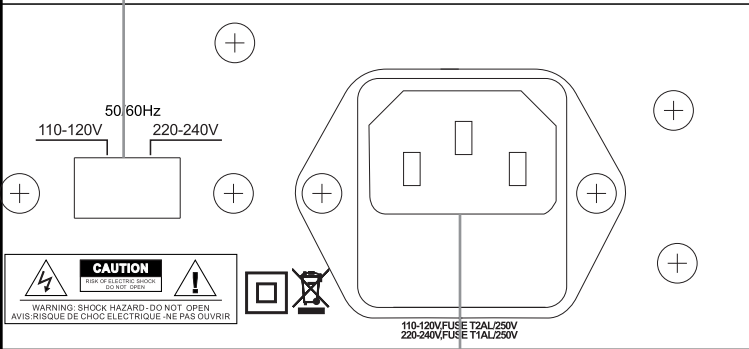 50/60Hz
110-120V 220-240V
CAUTION
RISK OF ELECTRIC SHOCK
DO NOT OPEN
WARNING: SHOCK HAZARD-DO NOT OPEN
AVIS:RISQUE DE CHOC ELECTRIQUE-NE PAS OUVRIR
110-120V,FUSE T2AL/250V
220-240V,FUSE T1AL/250V